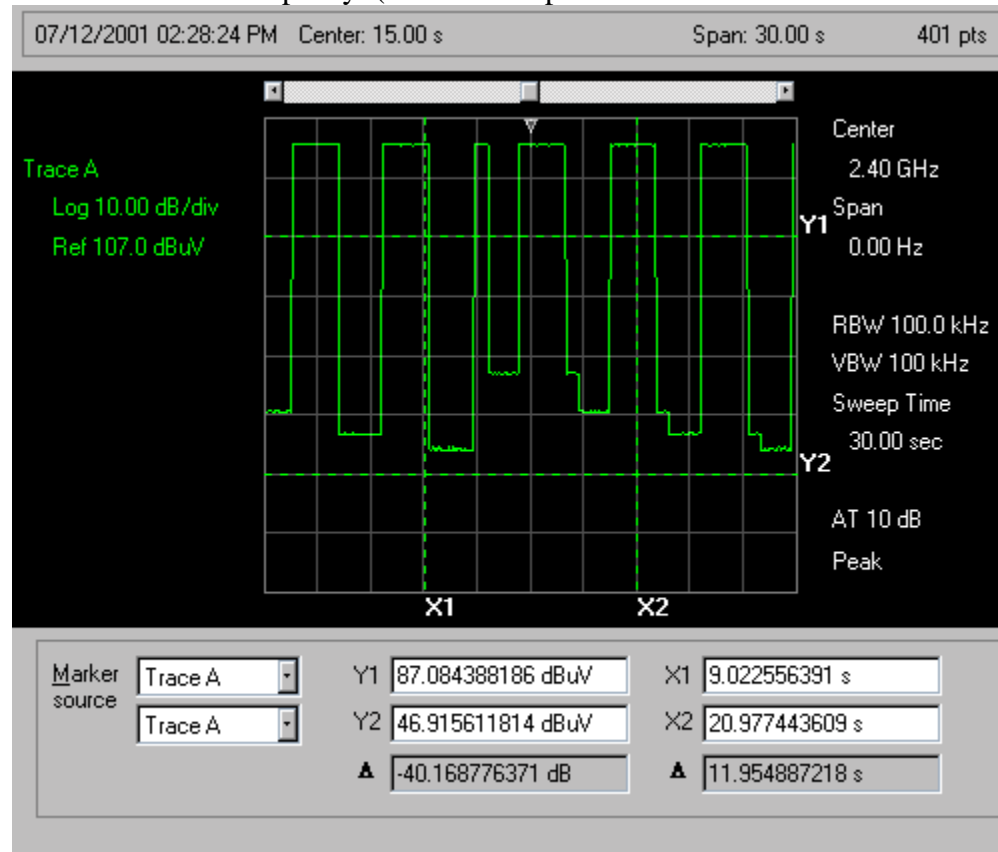 07/12/2001 02:28:24 PM Center: 15.00 s Span: 30.00 s 401 pts
Trace A
Log 10.00 dB/div
Ref 107.0 dBuV
Center
2.40 GHz
Span
0.00 Hz
Y1
RBW 100.0 kHz
VBW 100 kHz
Sweep Time
30.00 sec
Y2
AT 10 dB
Peak
X1 X2
Marker source
Trace A
Trace A
Y1 87.084388186 dBuV
Y2 46.915611814 dBuV
Δ -40.168776371 dB
X1 9.022556391 s
X2 20.977443609 s
Δ 11.954887218 s